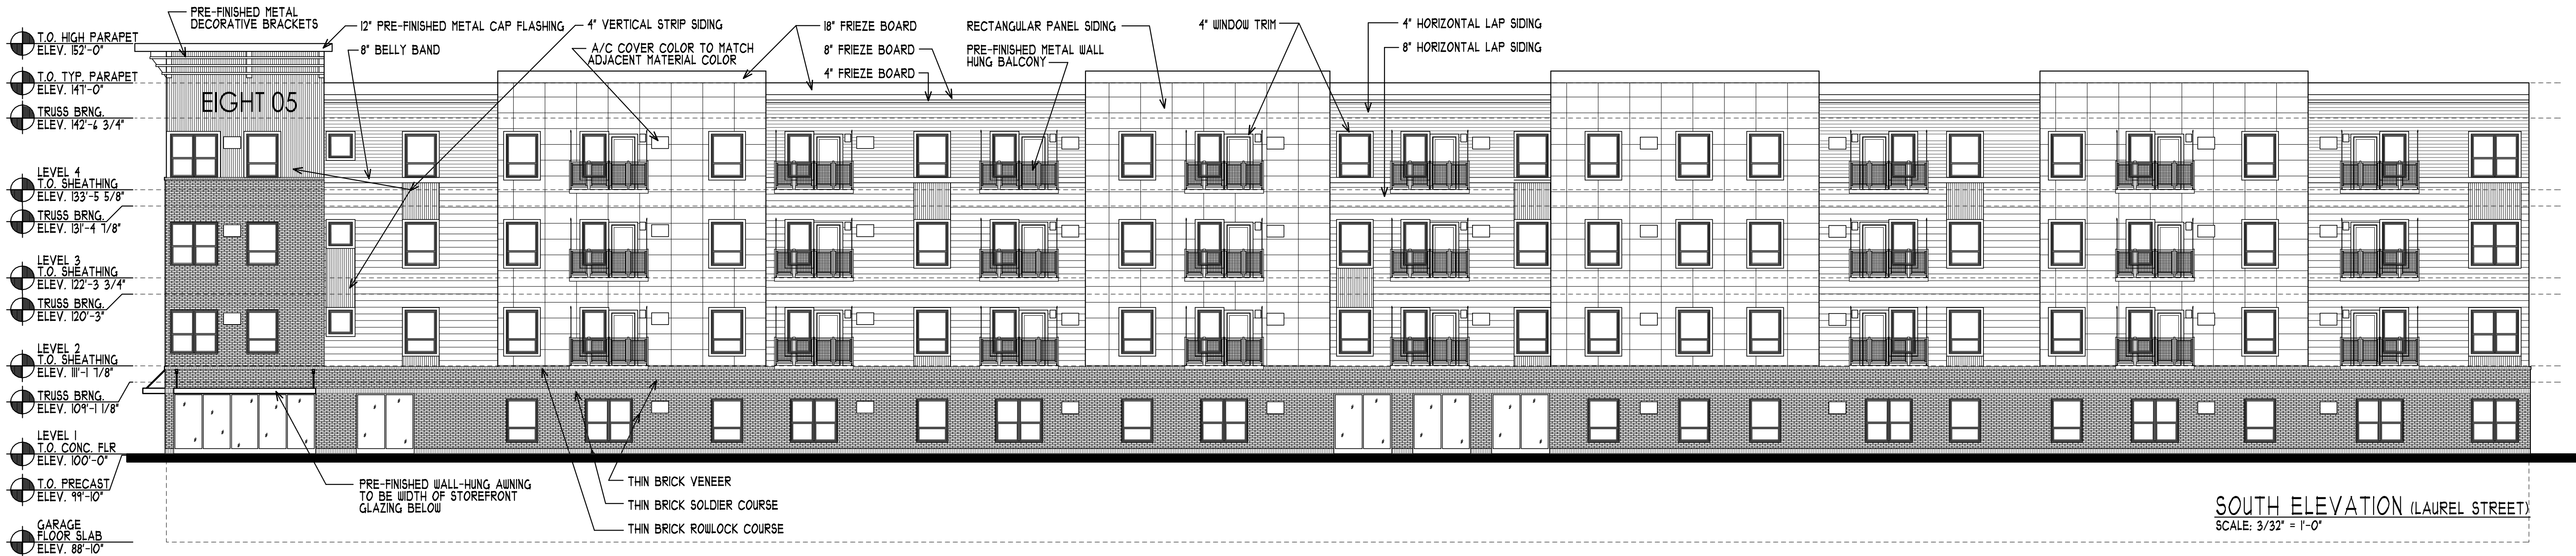 T.O. HIGH PARAPET
ELEV. 152'-0"
T.O. TYP. PARAPET
ELEV. 147'-0"
TRUSS BRNG.
ELEV. 142'-6 3/4"
LEVEL 4
T.O. SHEATHING
ELEV. 133'-5 5/8"
TRUSS BRNG.
ELEV. 131'-4 7/8"
LEVEL 3
T.O. SHEATHING
ELEV. 122'-3 3/4"
TRUSS BRNG.
ELEV. 120'-3"
LEVEL 2
T.O. SHEATHING
ELEV. 111'-1 7/8"
TRUSS BRNG.
ELEV. 109'-1 1/8"
LEVEL 1
T.O. CONC. FLR
ELEV. 100'-0"
T.O. PRECAST
ELEV. 99'-10"
GARAGE
FLOOR SLAB
ELEV. 88'-10"
PRE-FINISHED METAL
DECORATIVE BRACKETS
12" PRE-FINISHED METAL CAP FLASHING
8" BELLY BAND
4" VERTICAL STRIP SIDING
A/C COVER COLOR TO MATCH
ADJACENT MATERIAL COLOR
18" FRIEZE BOARD
8" FRIEZE BOARD
4" FRIEZE BOARD
RECTANGULAR PANEL SIDING
PRE-FINISHED METAL WALL
HUNG BALCONY
4" WINDOW TRIM
4" HORIZONTAL LAP SIDING
8" HORIZONTAL LAP SIDING
EIGHT 05
PRE-FINISHED WALL-HUNG AWNING
TO BE WIDTH OF STOREFRONT
GLAZING BELOW
THIN BRICK VENEER
THIN BRICK SOLDIER COURSE
THIN BRICK ROWLOCK COURSE
SOUTH ELEVATION (LAUREL STREET)
SCALE: 3/32" = 1'-0"